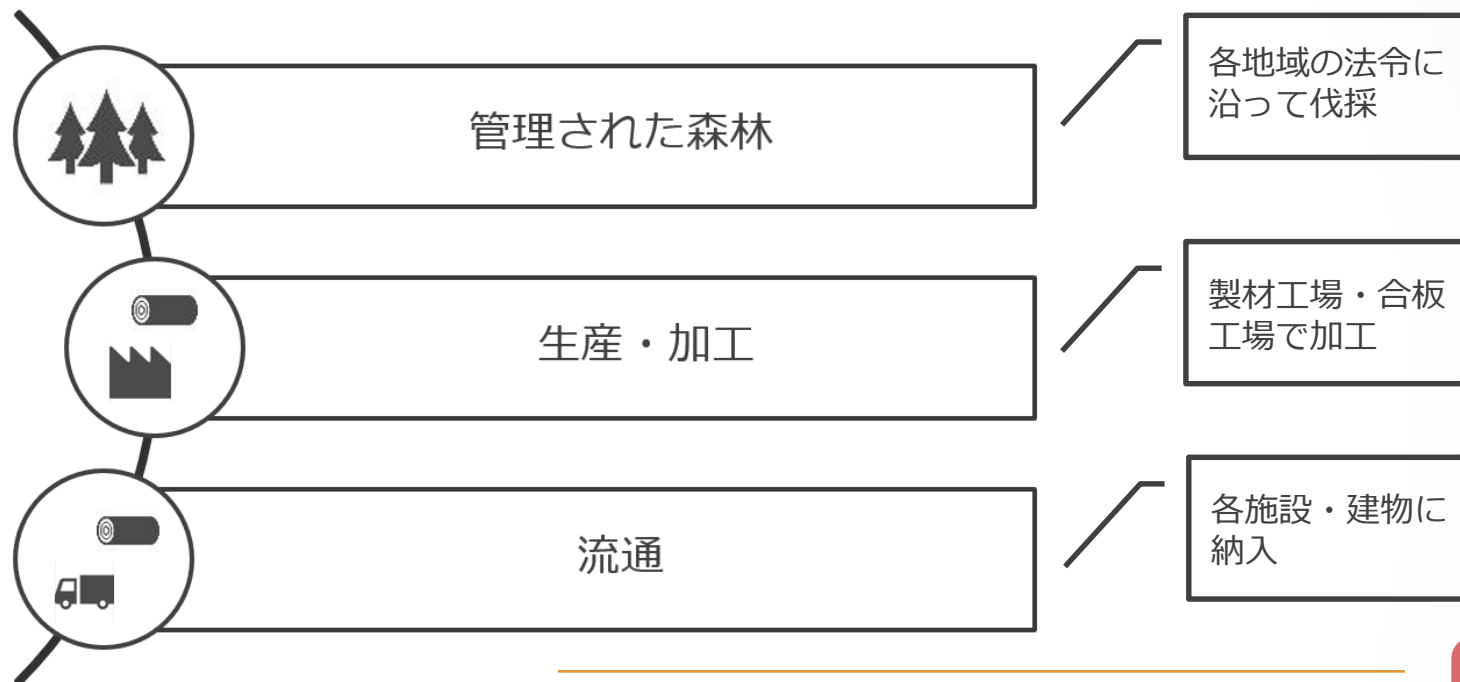 管理された森林
各地域の法令に
沿って伐採
生産・加工
製材工場・合板
工場で加工
流通
各施設・建物に
納入